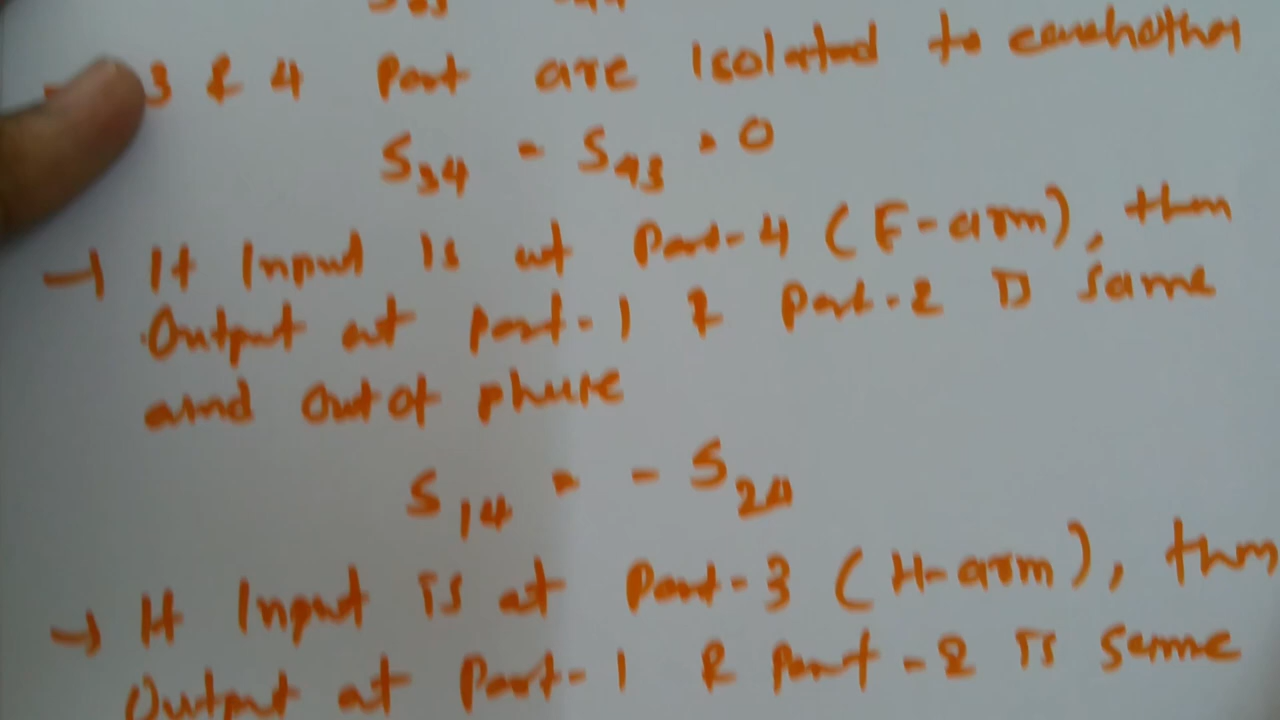 3 & 4 Port are isolated to eachother
S34 = S43 = 0
→ If Input is at Port-4 (E-arm), then
Output at port-1 & port-2 is same
and out of phase
S14 = - S24
→ If Input is at Port-3 (H-arm), then
Output at Port-1 & port-2 is same